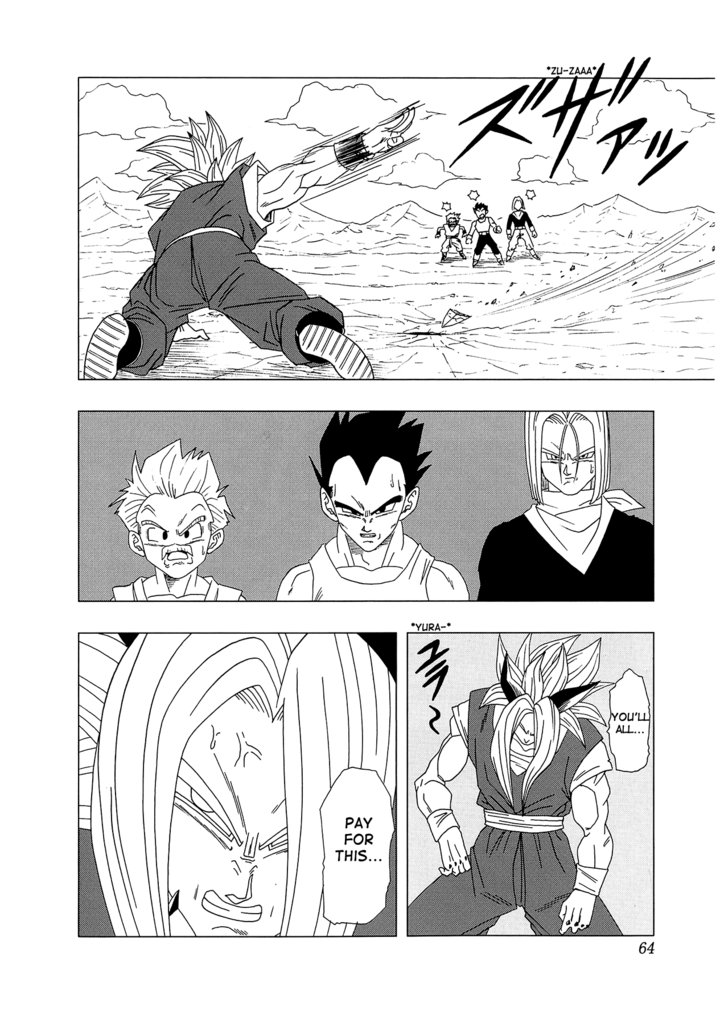 *ZU-ZAAA*
ズザァッ
*YURA-*
ユラ〜
YOU'LL
ALL...
PAY
FOR
THIS...
64